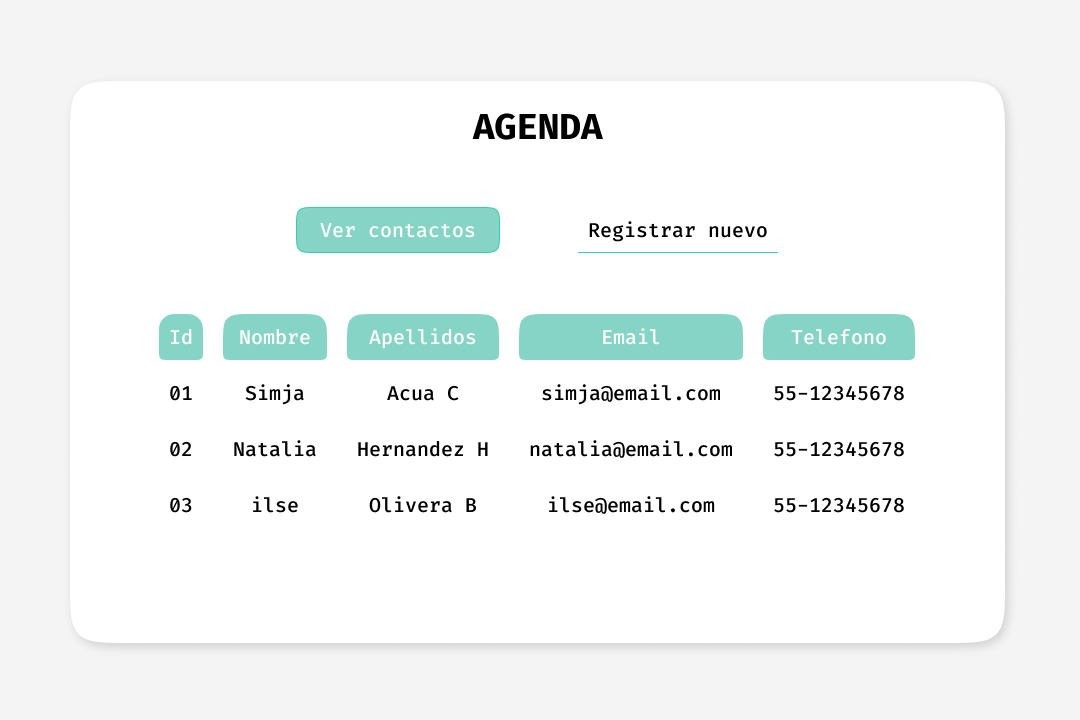 AGENDA
Ver contactos Registrar nuevo
Id Nombre Apellidos Email Telefono
01 Simja Acua C simja@email.com 55-12345678
02 Natalia Hernandez H natalia@email.com 55-12345678
03 ilse Olivera B ilse@email.com 55-12345678